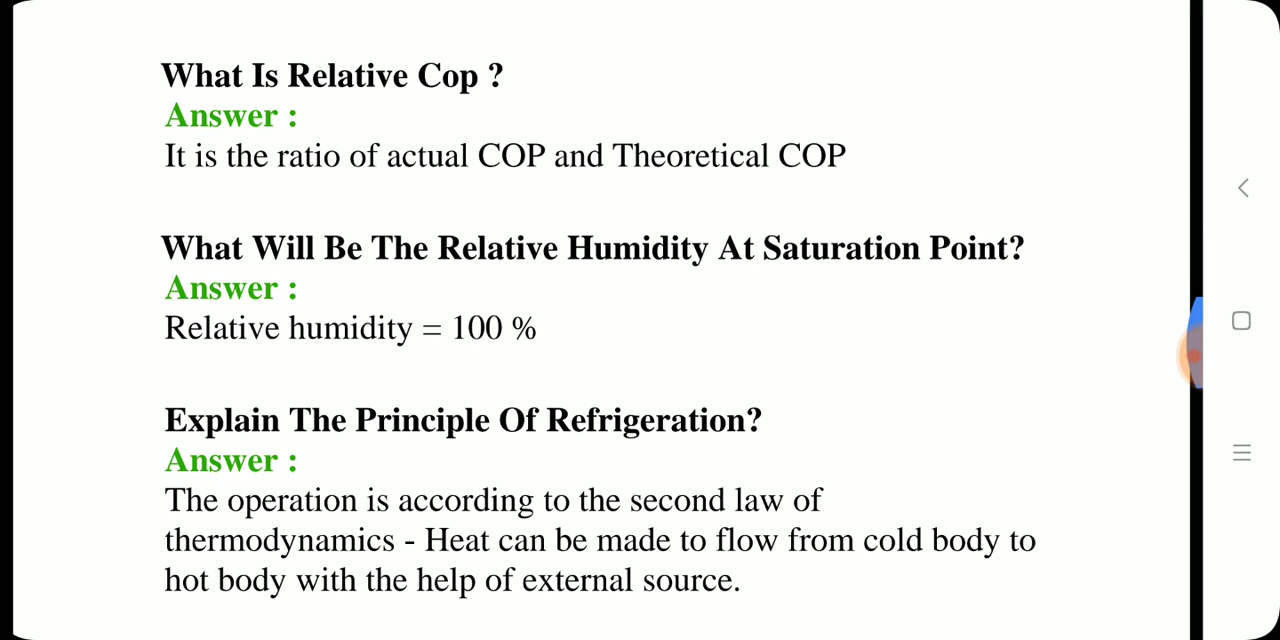 What Is Relative Cop ?
Answer :
It is the ratio of actual COP and Theoretical COP
What Will Be The Relative Humidity At Saturation Point?
Answer :
Relative humidity = 100 %
Explain The Principle Of Refrigeration?
Answer :
The operation is according to the second law of
thermodynamics - Heat can be made to flow from cold body to
hot body with the help of external source.